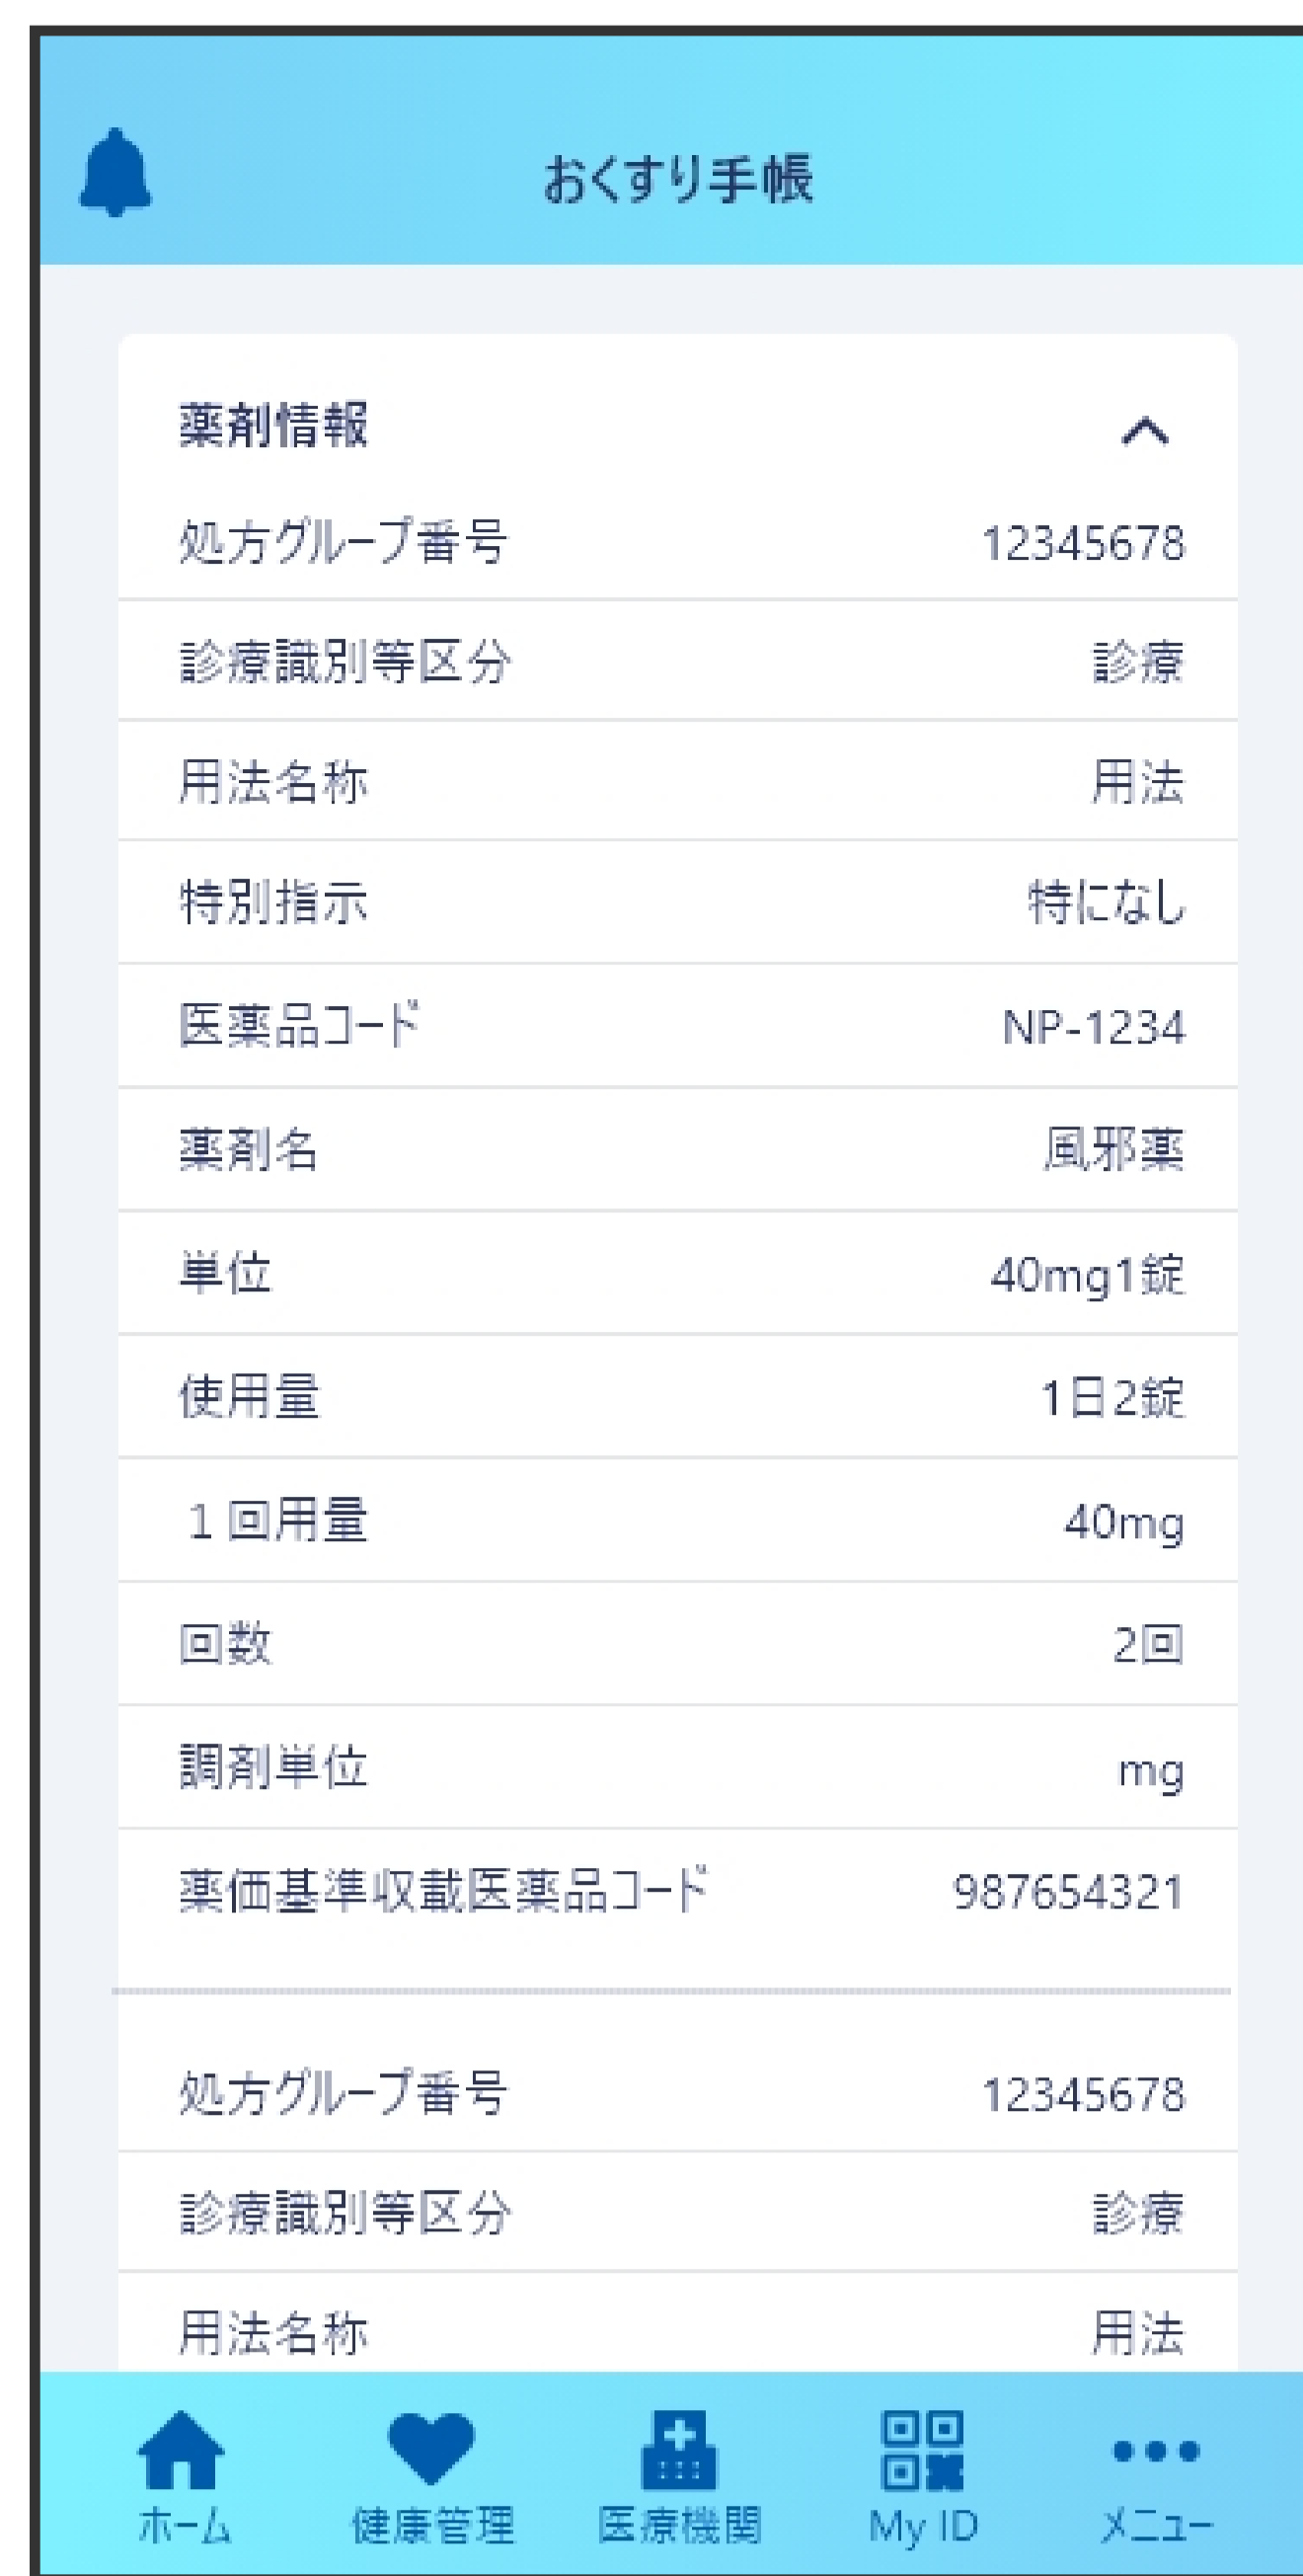 おくすり手帳
薬剤情報
処方グループ番号 12345678
診療識別等区分 診療
用法名称 用法
特別指示 特になし
医薬品コード NP-1234
薬剤名 風邪薬
単位 40mg1錠
使用量 1日2錠
１回用量 40mg
回数 2回
調剤単位 mg
薬価基準収載医薬品コード 987654321
処方グループ番号 12345678
診療識別等区分 診療
用法名称 用法
ホーム 健康管理 医療機関 My ID メニュー